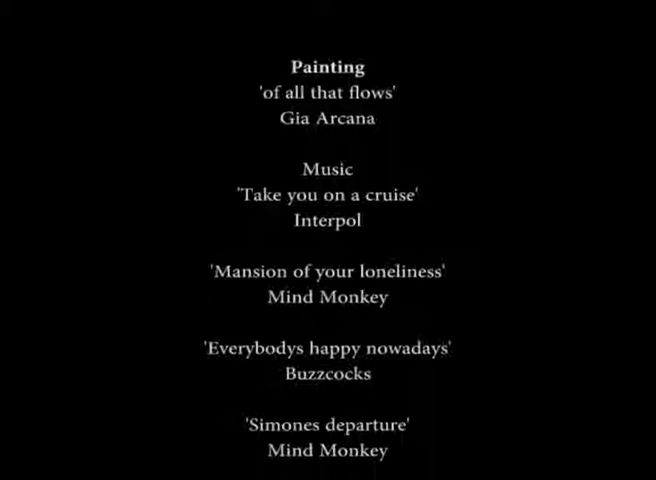 Painting
'of all that flows'
Gia Arcana
Music
'Take you on a cruise'
Interpol
'Mansion of your loneliness'
Mind Monkey
'Everybodys happy nowadays'
Buzzcocks
'Simones departure'
Mind Monkey